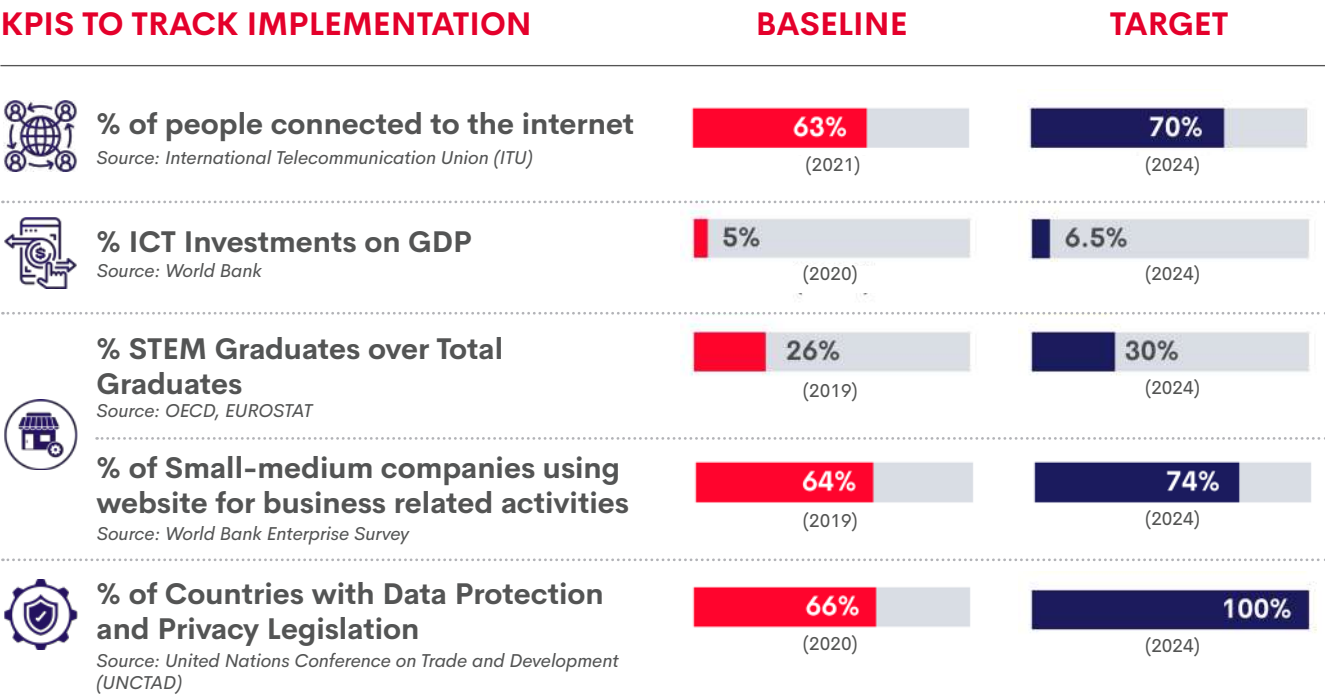 KPIS TO TRACK IMPLEMENTATION BASELINE TARGET
% of people connected to the internet
Source: International Telecommunication Union (ITU)
63%
(2021)
70%
(2024)
% ICT Investments on GDP
Source: World Bank
5%
(2020)
6.5%
(2024)
% STEM Graduates over Total
Graduates
Source: OECD, EUROSTAT
26%
(2019)
30%
(2024)
% of Small-medium companies using
website for business related activities
Source: World Bank Enterprise Survey
64%
(2019)
74%
(2024)
% of Countries with Data Protection
and Privacy Legislation
Source: United Nations Conference on Trade and Development
(UNCTAD)
66%
(2020)
100%
(2024)